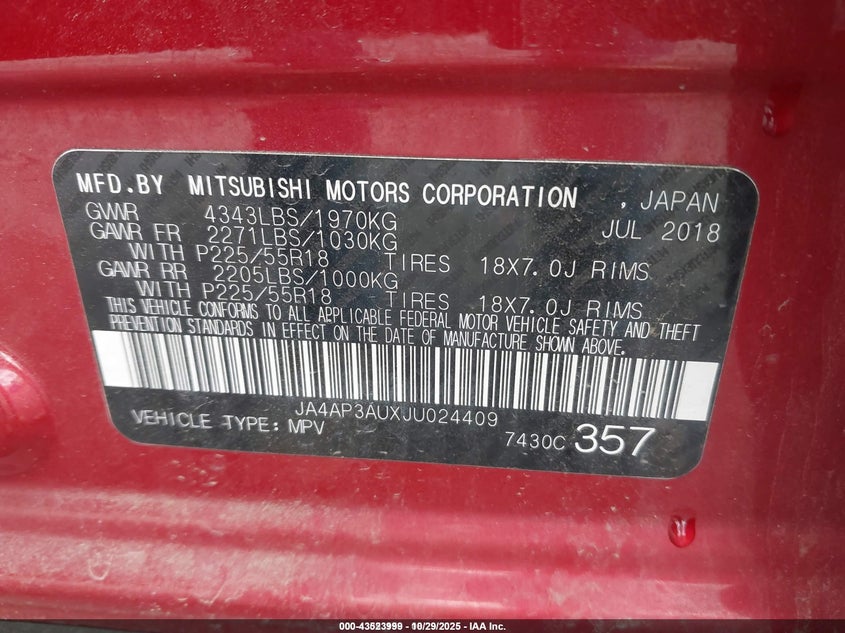 MFD.BY MITSUBISHI MOTORS CORPORATION , JAPAN
GVWR 4343LBS/1970KG JUL 2018
GAWR FR 2271LBS/1030KG
WITH P225/55R18 TIRES 18X7.0J RIMS
GAWR RR 2205LBS/1000KG
WITH P225/55R18 TIRES 18X7.0J RIMS
THIS VEHICLE CONFORMS TO ALL APPLICABLE FEDERAL MOTOR VEHICLE SAFETY AND THEFT
PREVENTION STANDARDS IN EFFECT ON THE DATE OF MANUFACTURE SHOWN ABOVE.
JA4AP3AUXJU024409
VEHICLE TYPE: MPV 7430C 357
10/29/2025 - IAA Inc.